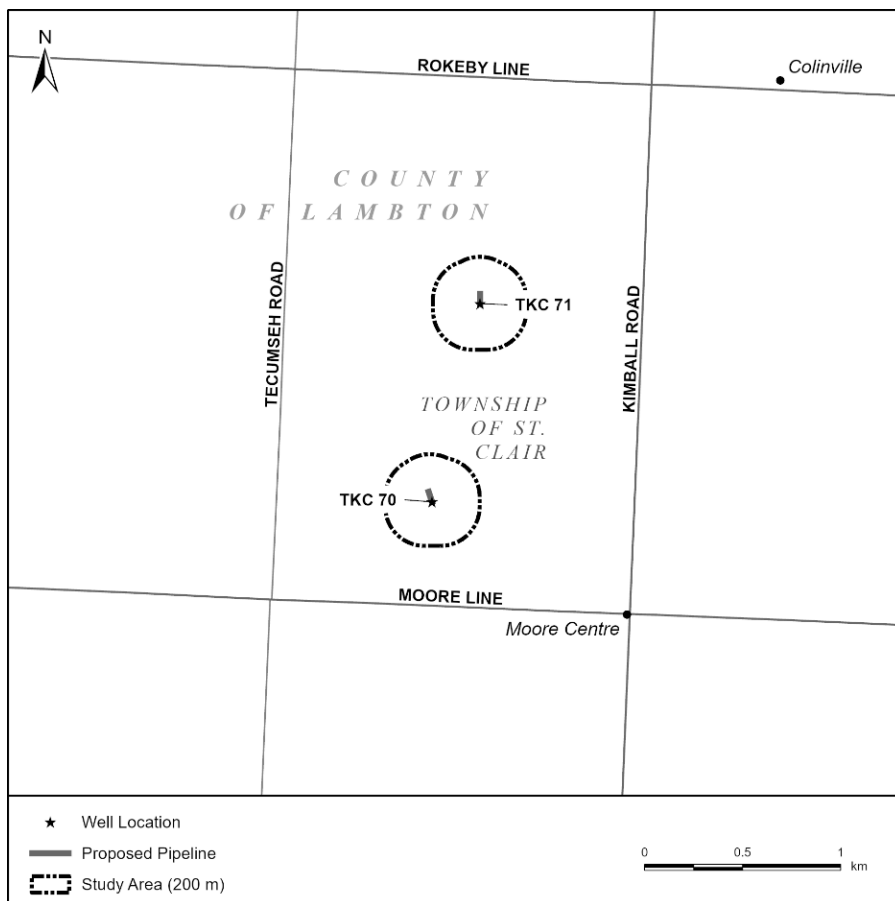 N
ROKEBY LINE
Colinville
COUNTY
OF LAMBTON
TECUMSEH ROAD
TKC 71
KIMBALL ROAD
TOWNSHIP
OF ST.
CLAIR
TKC 70
MOORE LINE
Moore Centre
Well Location
Proposed Pipeline
Study Area (200 m)
0 0.5 1
km